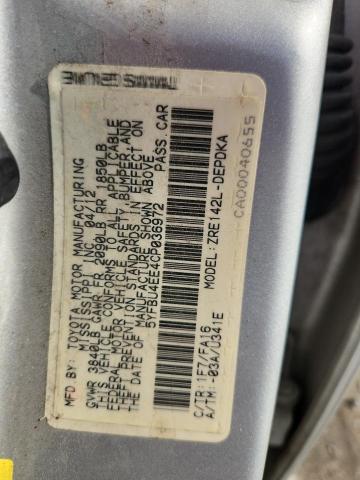 MFD. BY: TOYOTA MOTOR MANUFACTURING
MISSISSIPPI, INC. 04/12
GVWR 3840LB GAWR FR 2090LB RR 1850LB
THIS VEHICLE CONFORMS TO ALL APPLICABLE
FEDERAL MOTOR VEHICLE SAFETY, BUMPER, AND
THEFT PREVENTION STANDARDS IN EFFECT ON
THE DATE OF MANUFACTURE SHOWN ABOVE.
5YFBU4EE4CP036972 PASS. CAR
C/TR: 1F7/FA16 MODEL: ZRE142L-DEPDKA
A/TM: -03A/U341E
CA00040655